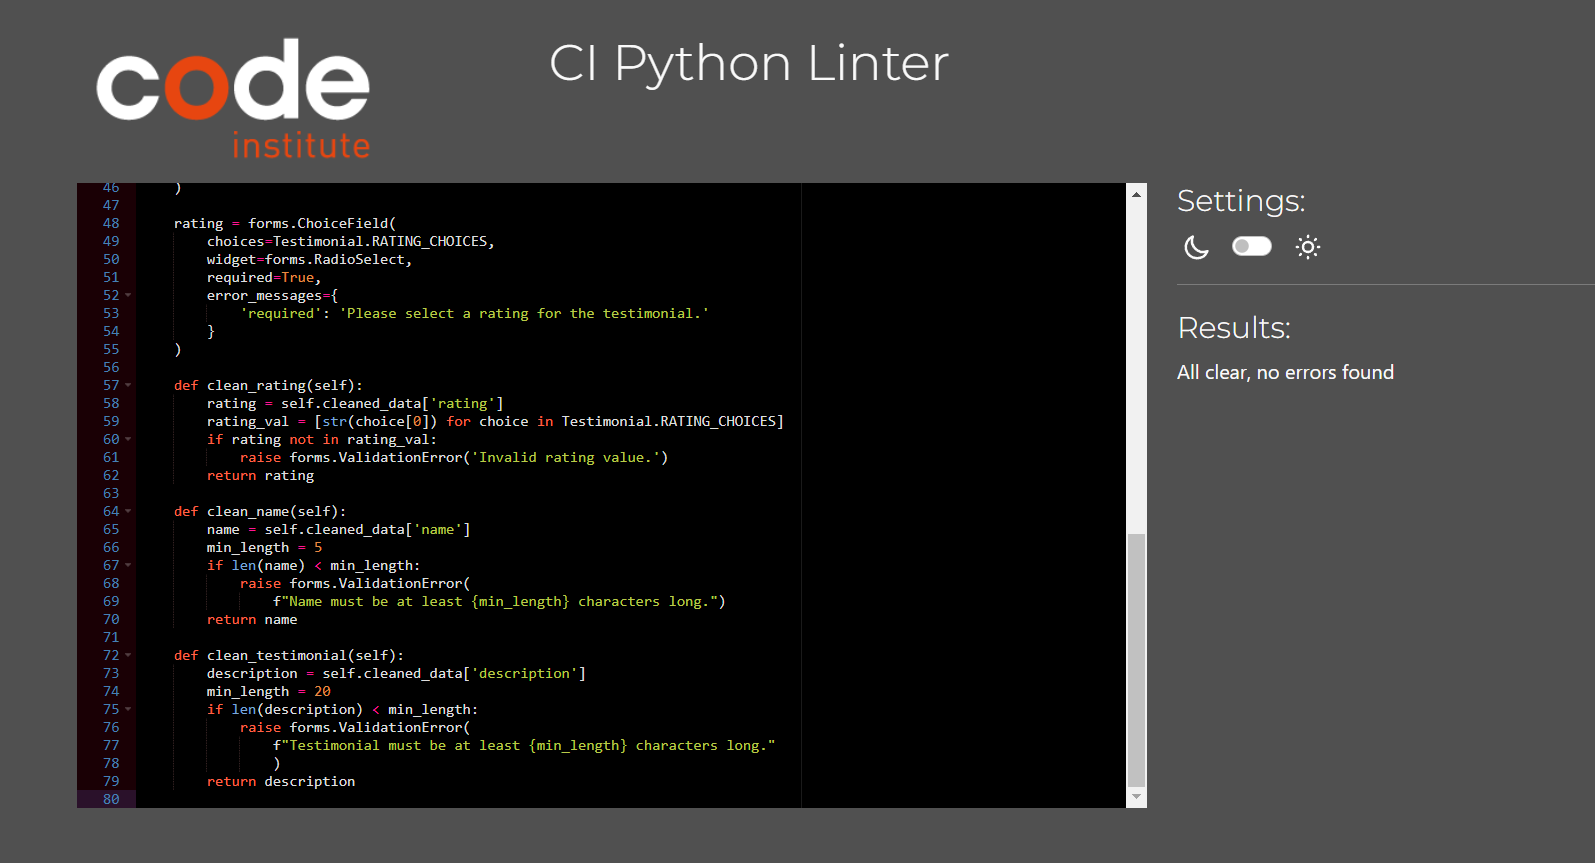 code
institute
CI Python Linter
46 )
47
48 rating = forms.ChoiceField(
49 choices=Testimonial.RATING_CHOICES,
50 widget=forms.RadioSelect,
51 required=True,
52 error_messages={
53 'required': 'Please select a rating for the testimonial.'
54 }
55 )
56
57 def clean_rating(self):
58 rating = self.cleaned_data['rating']
59 rating_val = [str(choice[0]) for choice in Testimonial.RATING_CHOICES]
60 if rating not in rating_val:
61 raise forms.ValidationError('Invalid rating value.')
62 return rating
63
64 def clean_name(self):
65 name = self.cleaned_data['name']
66 min_length = 5
67 if len(name) < min_length:
68 raise forms.ValidationError(
69 f"Name must be at least {min_length} characters long.")
70 return name
71
72 def clean_testimonial(self):
73 description = self.cleaned_data['description']
74 min_length = 20
75 if len(description) < min_length:
76 raise forms.ValidationError(
77 f"Testimonial must be at least {min_length} characters long."
78 )
79 return description
80
Settings:
Results:
All clear, no errors found